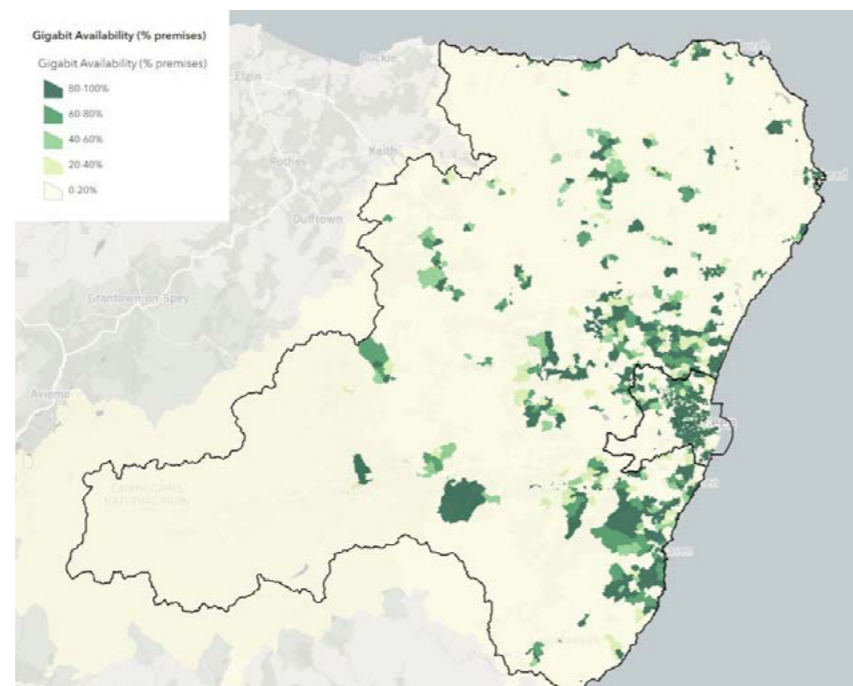 Gigabit Availability (% premises)
Gigabit Availability (% premises)
80-100%
60-80%
40-60%
20-40%
0-20%
Buckie
Elgin
Keith
Rothes
Dufftown
Grantown-on-Spey
CAIRNGORMS
NATIONAL PARK